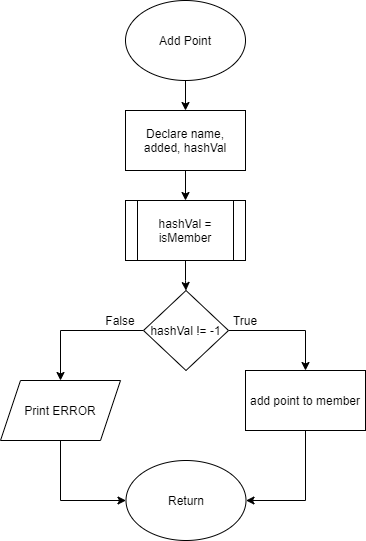 Add Point
Declare name,
added, hashVal
hashVal =
isMember
hashVal != -1
False
True
Print ERROR
add point to member
Return